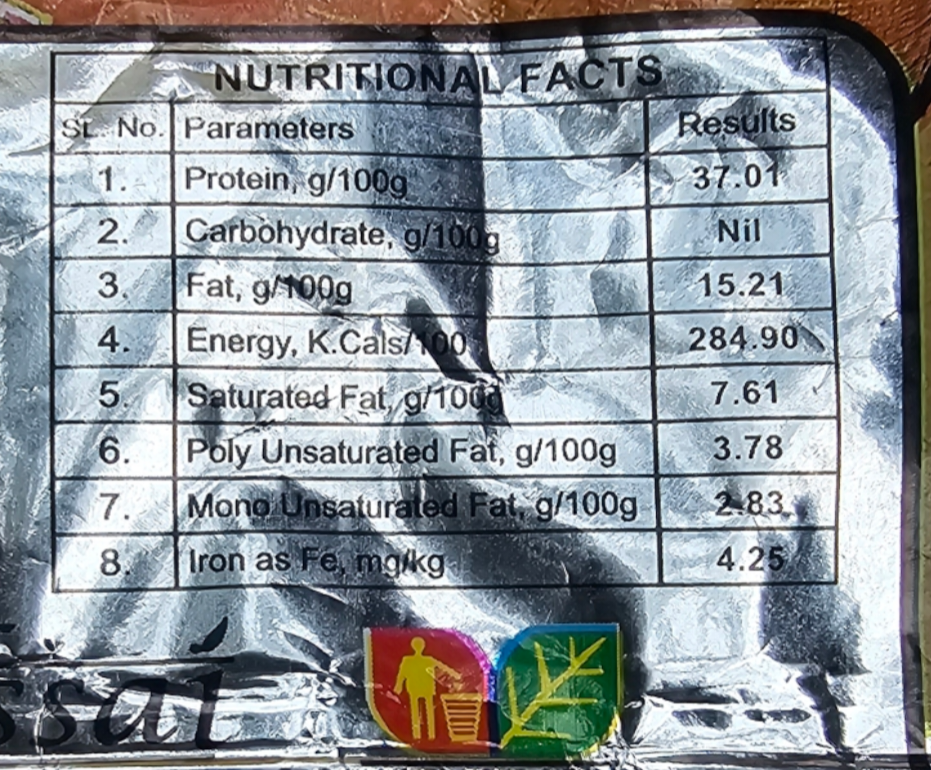 NUTRITIONAL FACTS
SL. No. Parameters Results
1. Protein, g/100g 37.01
2. Carbohydrate, g/100g Nil
3. Fat, g/100g 15.21
4. Energy, K.Cals/100 284.90
5. Saturated Fat, g/100g 7.61
6. Poly Unsaturated Fat, g/100g 3.78
7. Mono Unsaturated Fat, g/100g 2.83
8. Iron as Fe, mg/kg 4.25
ssai